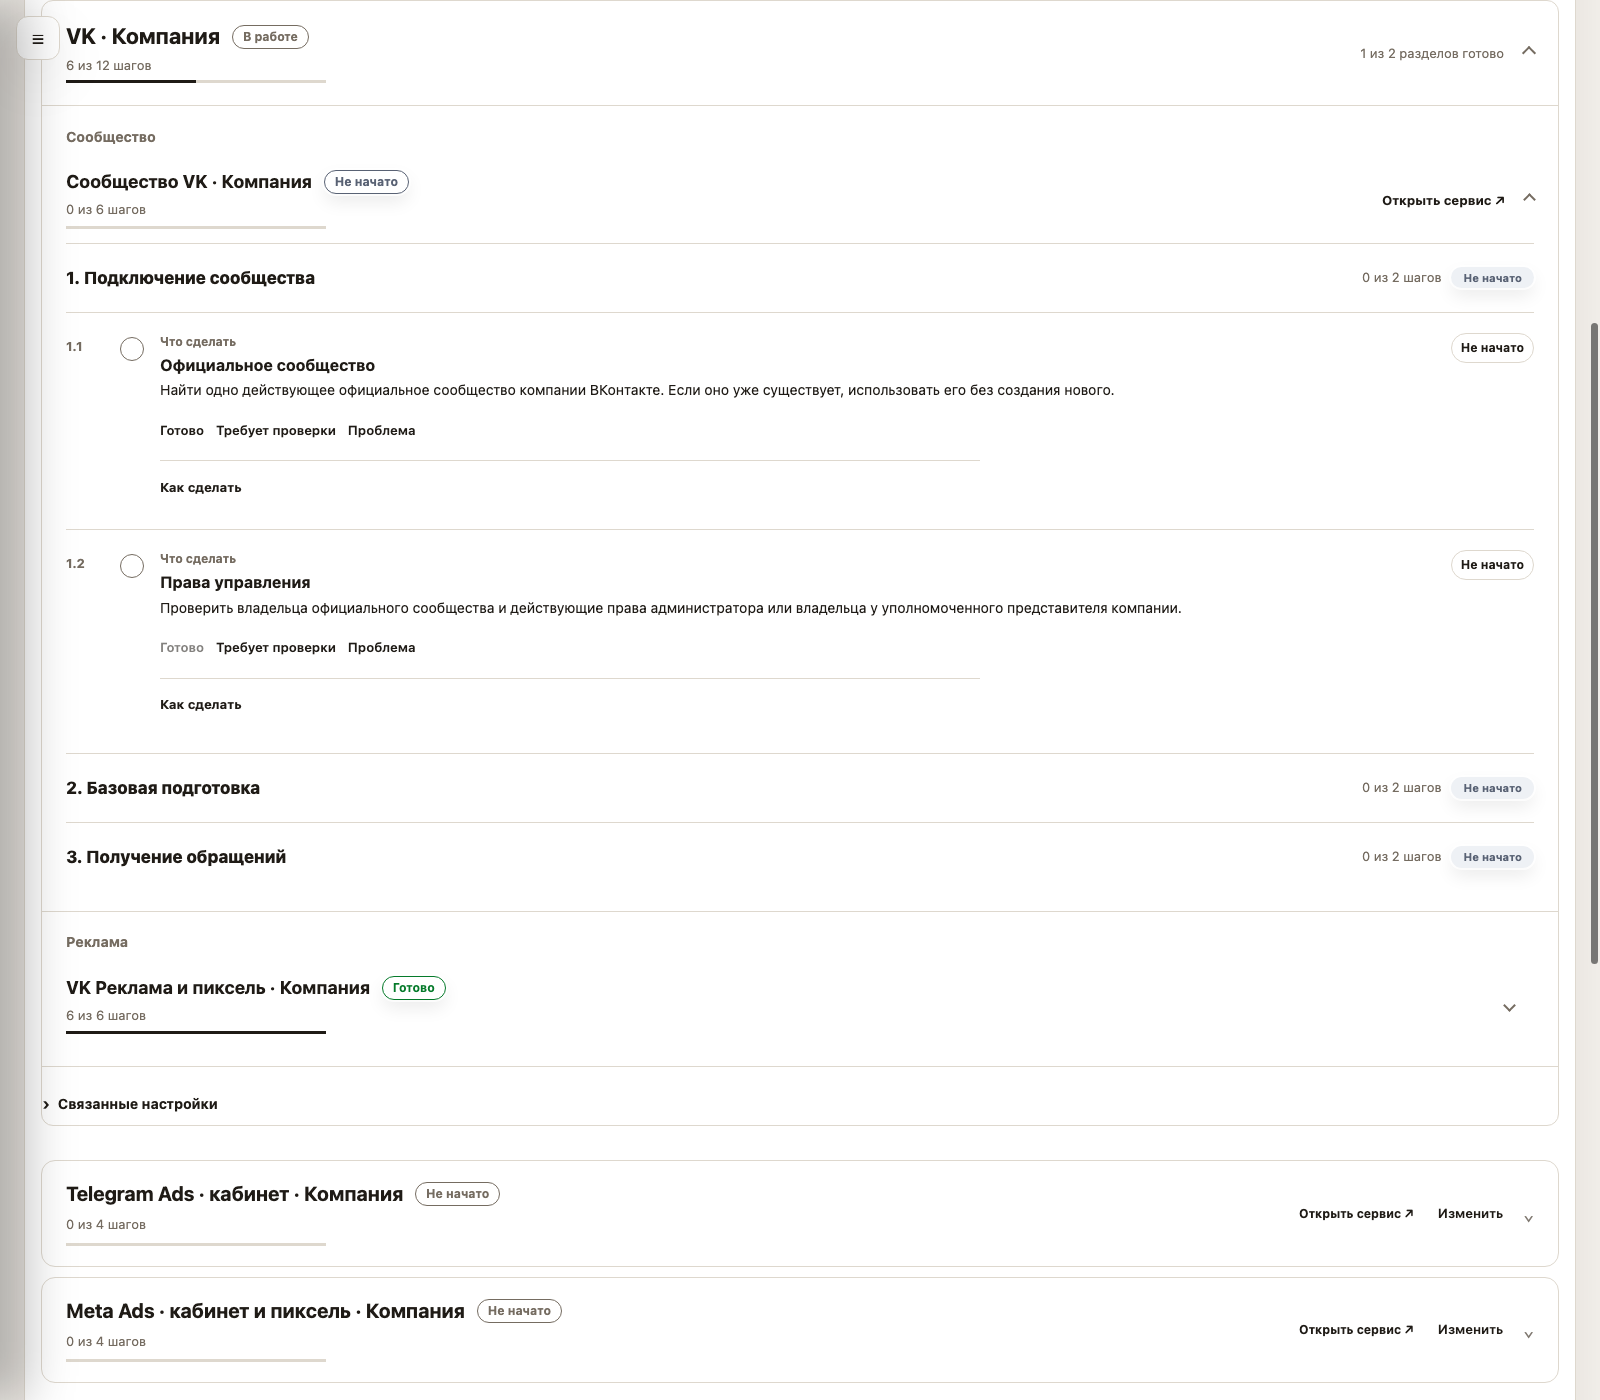 VK · Компания В работе
6 из 12 шагов
1 из 2 разделов готово
Сообщество
Сообщество VK · Компания Не начато
0 из 6 шагов
Открыть сервис ↗
1. Подключение сообщества
0 из 2 шагов Не начато
1.1
Что сделать
Официальное сообщество
Найти одно действующее официальное сообщество компании ВКонтакте. Если оно уже существует, использовать его без создания нового.
Не начато
Готово Требует проверки Проблема
Как сделать
1.2
Что сделать
Права управления
Проверить владельца официального сообщества и действующие права администратора или владельца у уполномоченного представителя компании.
Не начато
Готово Требует проверки Проблема
Как сделать
2. Базовая подготовка
0 из 2 шагов Не начато
3. Получение обращений
0 из 2 шагов Не начато
Реклама
VK Реклама и пиксель · Компания Готово
6 из 6 шагов
› Связанные настройки
Telegram Ads · кабинет · Компания Не начато
0 из 4 шагов
Открыть сервис ↗ Изменить
Meta Ads · кабинет и пиксель · Компания Не начато
0 из 4 шагов
Открыть сервис ↗ Изменить